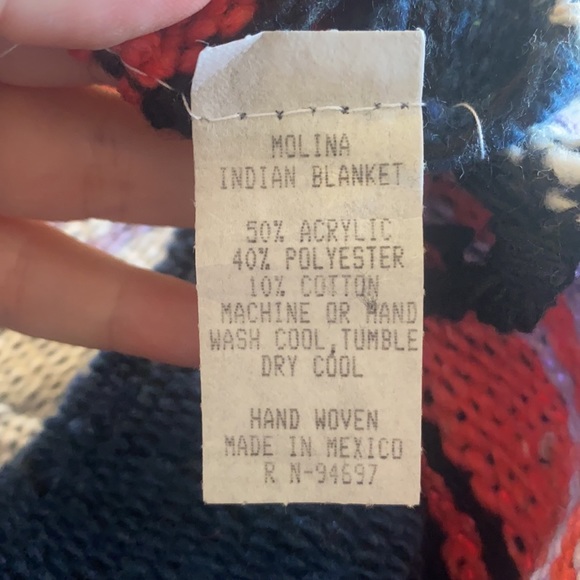 MOLINA
INDIAN BLANKET
50% ACRYLIC
40% POLYESTER
10% COTTON
MACHINE OR HAND
WASH COOL, TUMBLE
DRY COOL
HAND WOVEN
MADE IN MEXICO
R N-94697